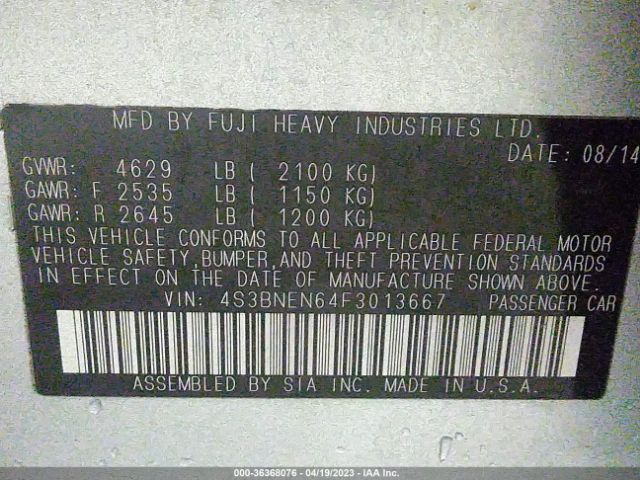 MFD BY FUJI HEAVY INDUSTRIES LTD.
DATE: 08/14
GVWR: 4629 LB ( 2100 KG)
GAWR: F 2535 LB ( 1150 KG)
GAWR: R 2645 LB ( 1200 KG)
THIS VEHICLE CONFORMS TO ALL APPLICABLE FEDERAL MOTOR
VEHICLE SAFETY, BUMPER, AND THEFT PREVENTION STANDARDS
IN EFFECT ON THE DATE OF MANUFACTURE SHOWN ABOVE.
VIN: 4S3BNEN64F3013667 PASSENGER CAR
ASSEMBLED BY SIA INC. MADE IN U.S.A.
000-36368076 - 04/19/2023 - IAA Inc.